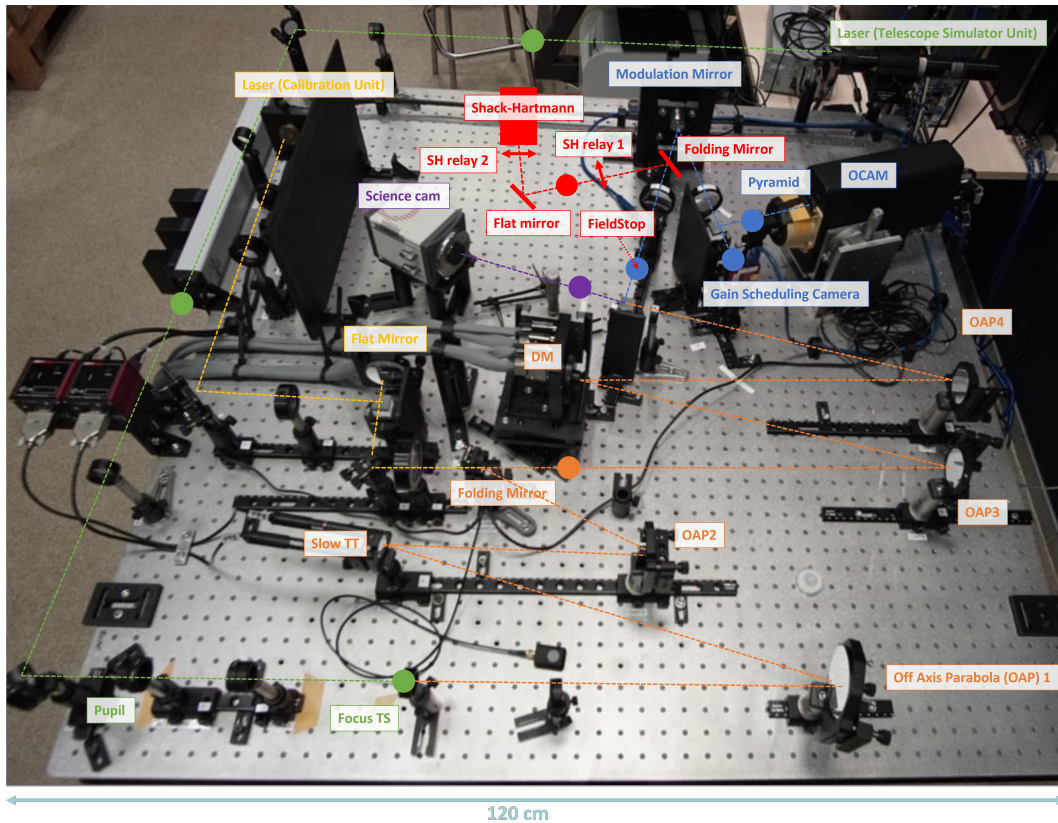 Laser (Telescope Simulator Unit)
Modulation Mirror
Laser (Calibration Unit)
Shack-Hartmann
SH relay 1
Folding Mirror
SH relay 2
Pyramid
OCAM
Science cam
Flat mirror
FieldStop
Gain Scheduling Camera
OAP4
Flat Mirror
DM
Folding Mirror
OAP3
OAP2
Slow TT
Off Axis Parabola (OAP) 1
Pupil
Focus TS
120 cm